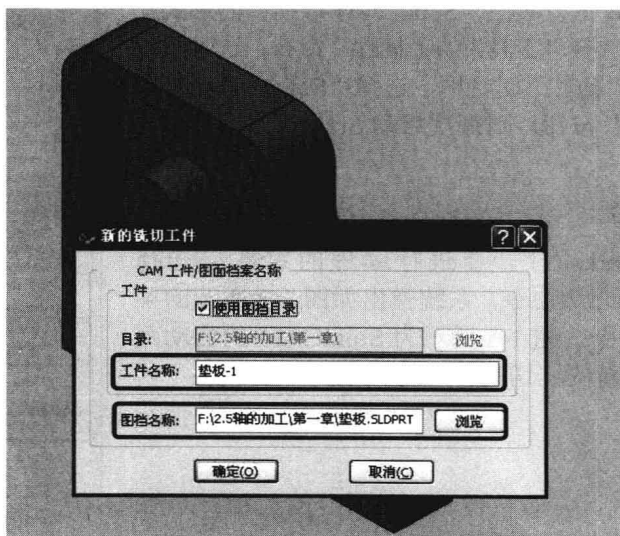 新的铣切工件
CAM 工件/图面档案名称
工件
使用图档目录
目录: F:\2.5轴的加工\第一章\ 浏览
工件名称: 垫板-1
图档名称: F:\2.5轴的加工\第一章\垫板.SLDPRT 浏览
确定(O) 取消(C)